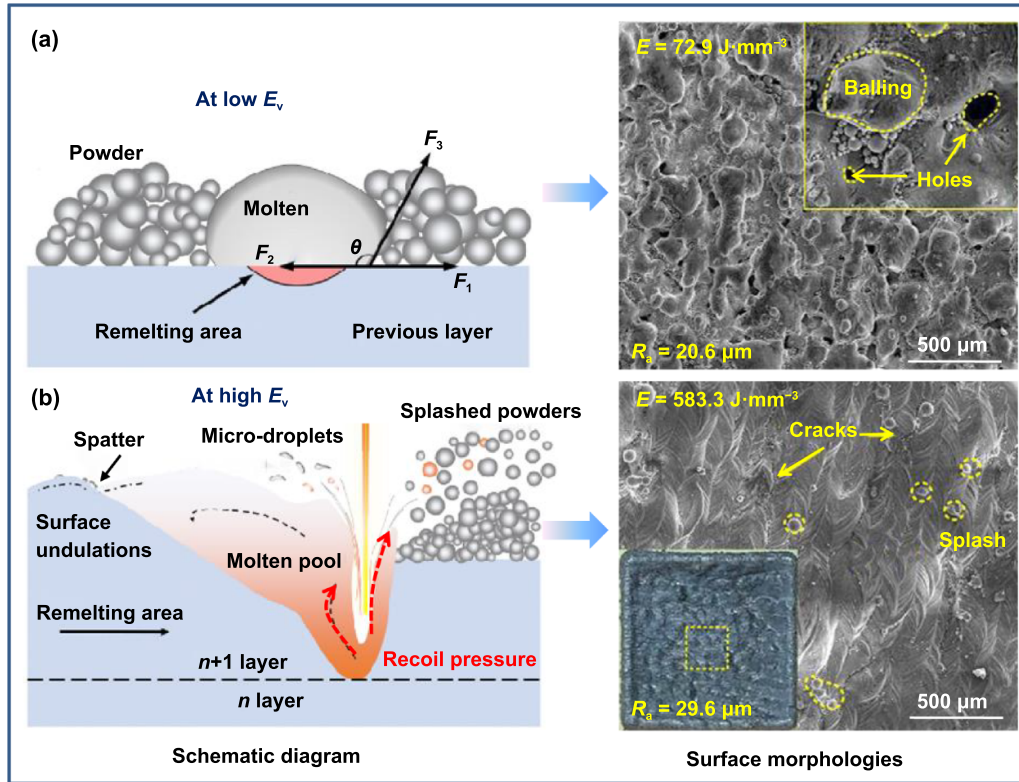 (a)
At low Ev
Powder
Molten
F3
θ
F2
F1
Remelting area
Previous layer
E = 72.9 J·mm⁻³
Balling
Holes
Ra = 20.6 μm
500 μm
(b)
At high Ev
Spatter
Micro-droplets
Splashed powders
Surface
undulations
Molten pool
Remelting area
Recoil pressure
n+1 layer
n layer
E = 583.3 J·mm⁻³
Cracks
Splash
Ra = 29.6 μm
500 μm
Schematic diagram
Surface morphologies